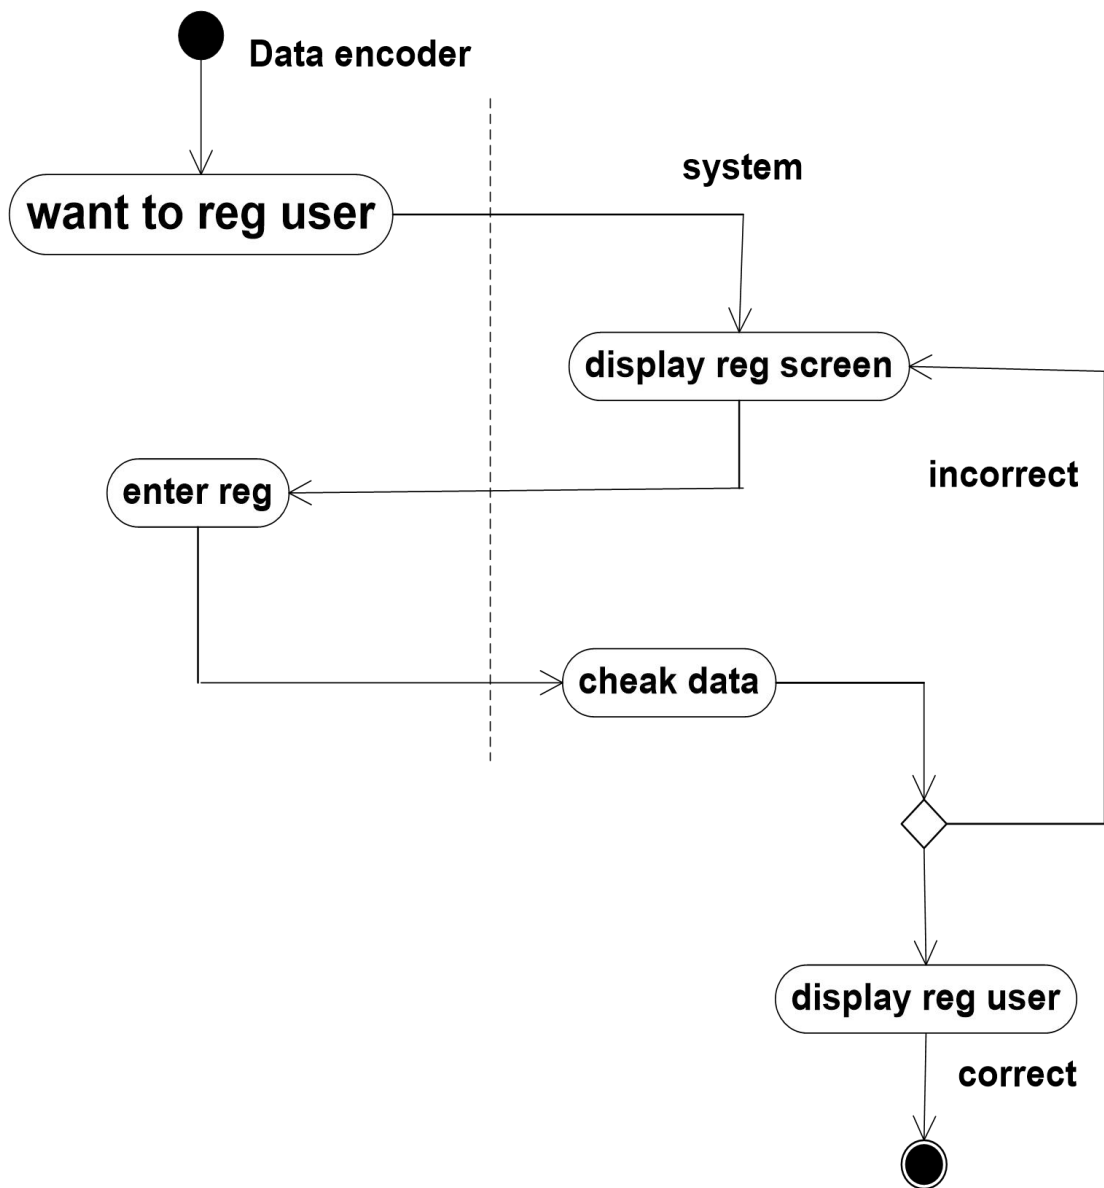 Data encoder
system
want to reg user
display reg screen
incorrect
enter reg
cheak data
display reg user
correct